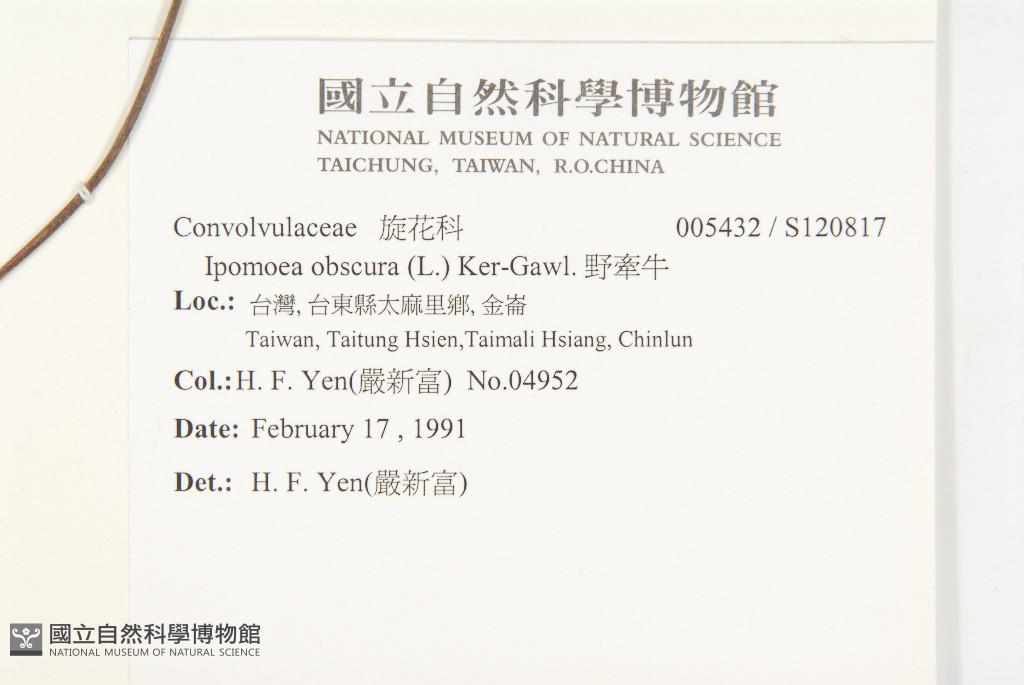 國立自然科學博物館
NATIONAL MUSEUM OF NATURAL SCIENCE
TAICHUNG, TAIWAN, R.O.CHINA
Convolvulaceae 旋花科 005432 / S120817
Ipomoea obscura (L.) Ker-Gawl. 野牽牛
Loc.: 台灣, 台東縣太麻里鄉, 金崙
Taiwan, Taitung Hsien,Taimali Hsiang, Chinlun
Col.:H. F. Yen(嚴新富) No.04952
Date: February 17 , 1991
Det.: H. F. Yen(嚴新富)
國立自然科學博物館
NATIONAL MUSEUM OF NATURAL SCIENCE